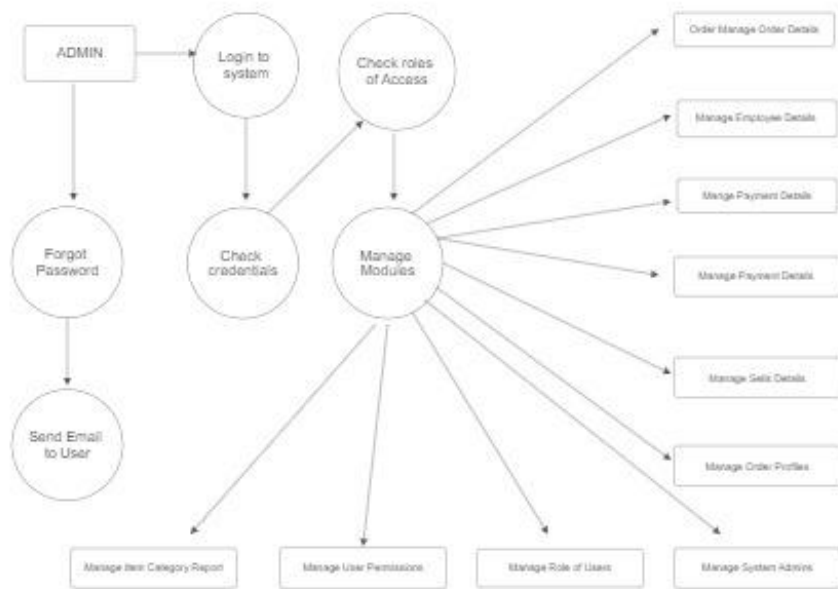 ADMIN
Login to
system
Check roles
of Access
Order Manage Order Details
Manage Employee Details
Mange Payment Details
Forgot
Password
Check
credentials
Manage
Modules
Manage Payment Details
Manage Sells Details
Send Email
to User
Manage Order Profiles
Manage Item Category Report
Manage User Permissions
Manage Role of Users
Manage System Admins